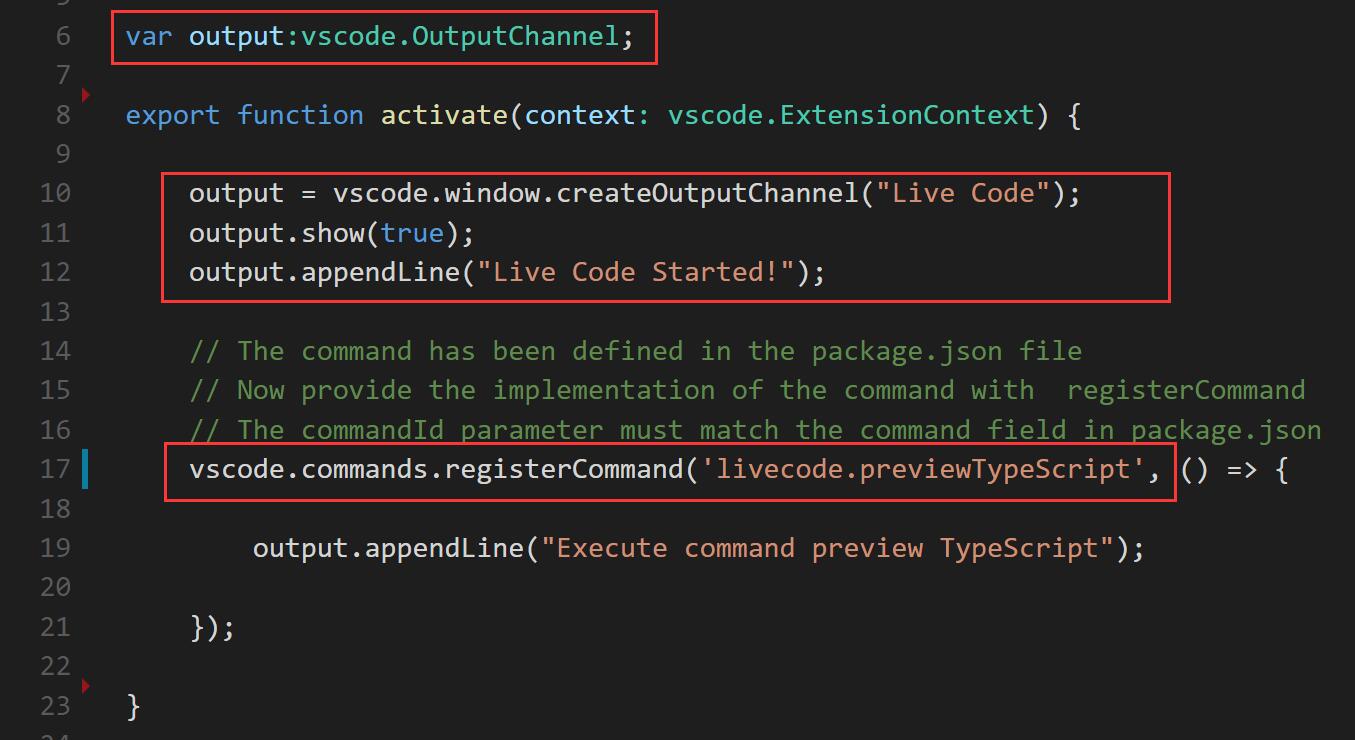 6 var output:vscode.OutputChannel;
7
8 export function activate(context: vscode.ExtensionContext) {
9
10 output = vscode.window.createOutputChannel("Live Code");
11 output.show(true);
12 output.appendLine("Live Code Started!");
13
14 // The command has been defined in the package.json file
15 // Now provide the implementation of the command with  registerCommand
16 // The commandId parameter must match the command field in package.json
17 vscode.commands.registerCommand('livecode.previewTypeScript', () => {
18
19 output.appendLine("Execute command preview TypeScript");
20
21 });
22
23 }